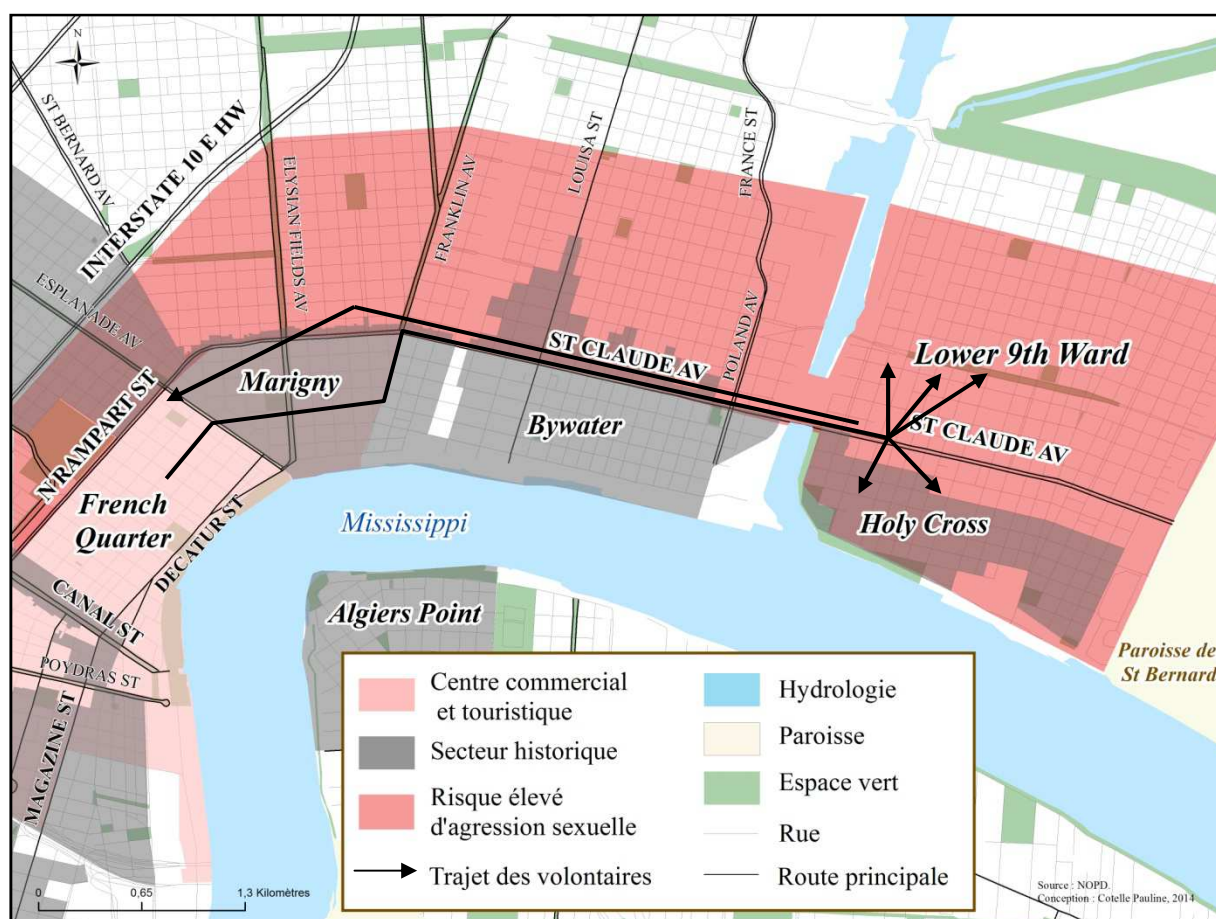 N
ST BERNARD AV
INTERSTATE 10 E HW
ESPLANADE AV
ELYSIAN FIELDS AV
FRANKLIN AV
LOUISA ST
FRANCE ST
POLAND AV
ST CLAUDE AV
Lower 9th Ward
ST CLAUDE AV
Marigny
Bywater
Holy Cross
N RAMPART ST
French
Quarter
DECATUR ST
Mississippi
CANAL ST
POYDRAS ST
MAGAZINE ST
Algiers Point
Paroisse de
St Bernard
Centre commercial
et touristique
Secteur historique
Risque élevé
d'agression sexuelle
Trajet des volontaires
Hydrologie
Paroisse
Espace vert
Rue
Route principale
0 0,65 1,3 Kilomètres
Source : NOPD.
Conception : Cotelle Pauline, 2014